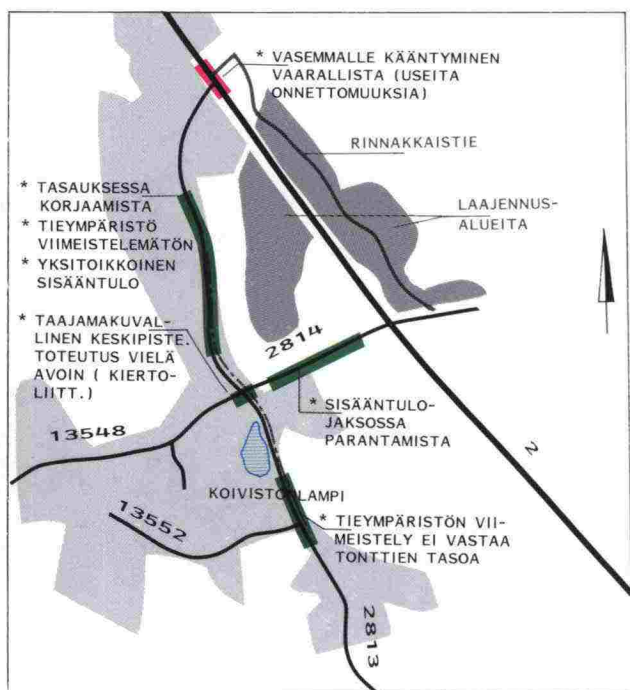 * VASEMMALLE KÄÄNTYMINEN
VAARALLISTA (USEITA
ONNETTOMUUKSIA)
RINNAKKAISTIE
* TASAUKSESSA
KORJAAMISTA
* TIEYMPÄRISTÖ
VIIMEISTELEMÄTÖN
* YKSITOIKKOINEN
SISÄÄNTULO
LAAJENNUS-
ALUEITA
* TAAJAMAKUVAL-
LINEN KESKIPISTE.
TOTEUTUS VIELÄ
AVOIN ( KIERTO-
LIITT.)
2814
* SISÄÄNTULO-
JAKSOSSA
PARANTAMISTA
13548
2
KOIVISTONLAMPI
13552
* TIEYMPÄRISTÖN VII-
MEISTELY EI VASTAA
TONTTIEN TASOA
2813